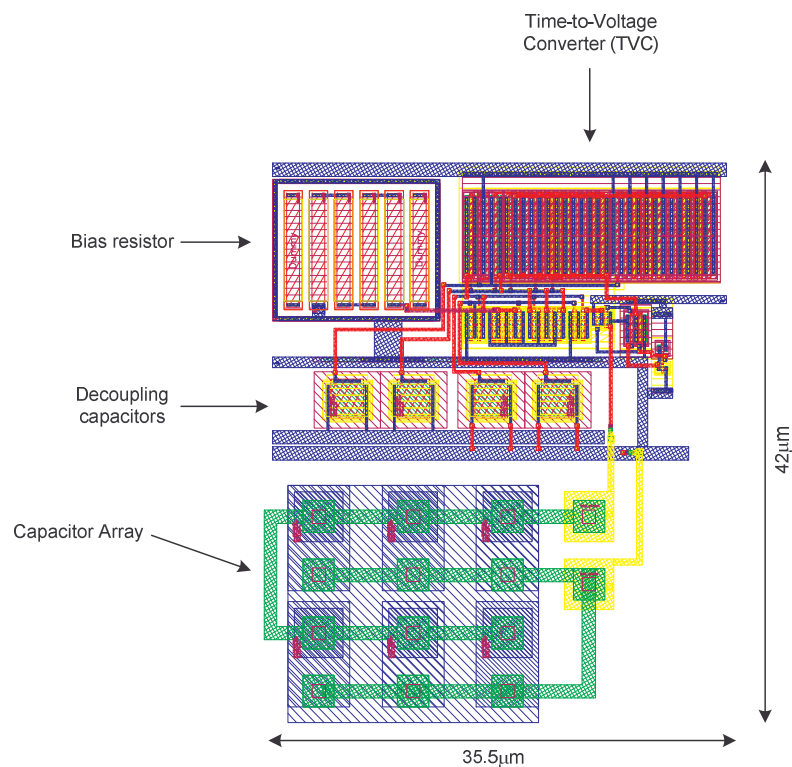 Time-to-Voltage
Converter (TVC)
Bias resistor
Decoupling
capacitors
Capacitor Array
42μm
35.5μm